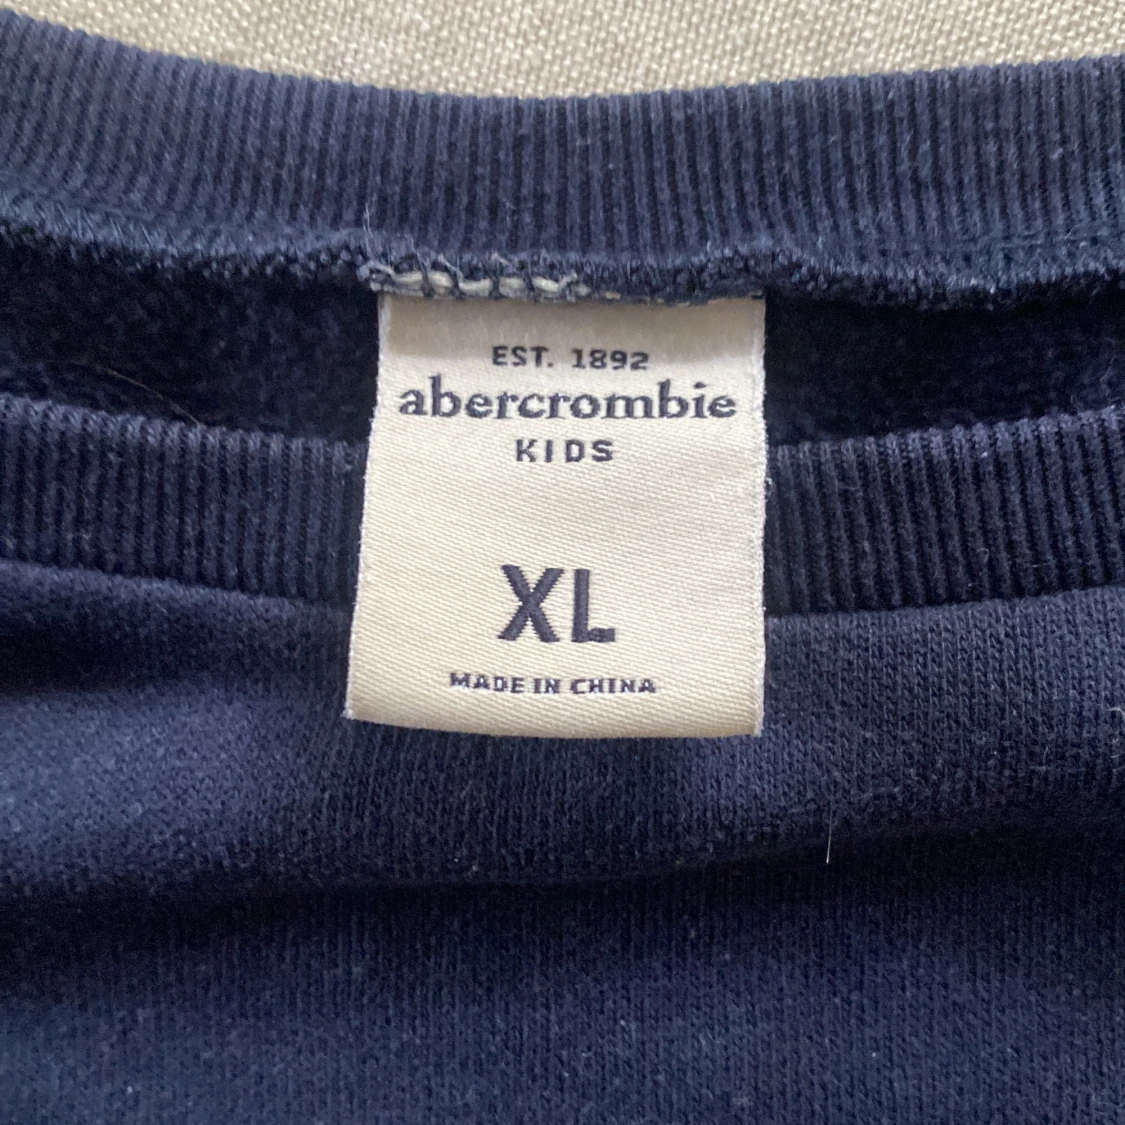 EST. 1892
abercrombie
KIDS
XL
MADE IN CHINA